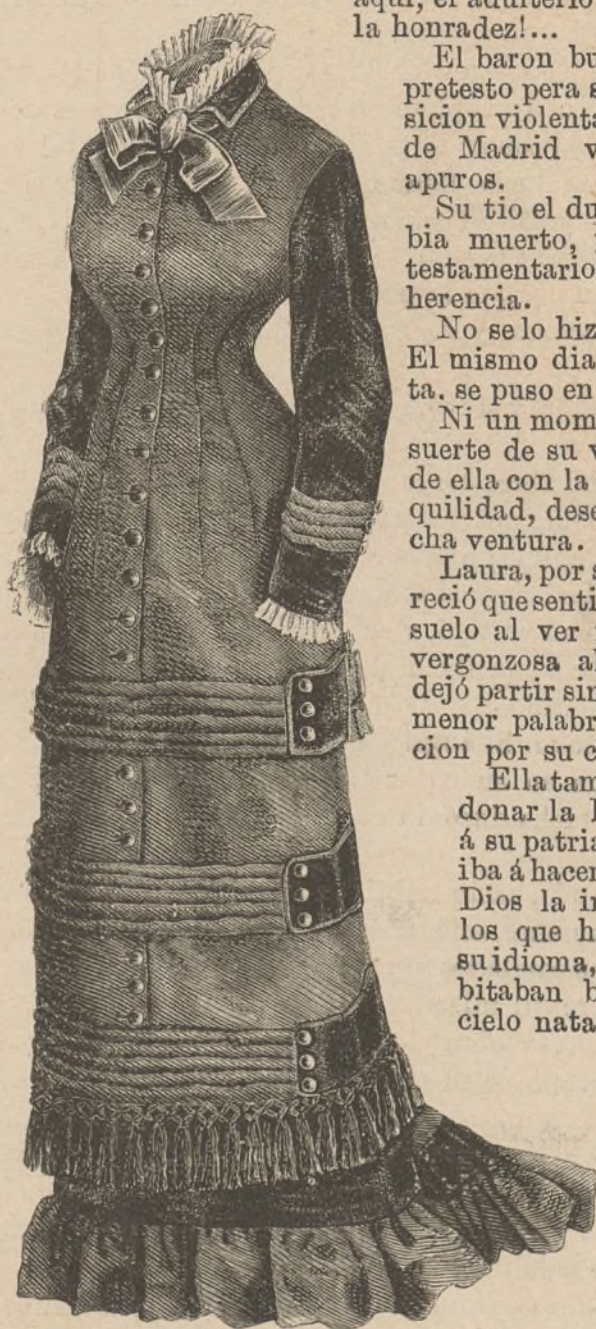 aquí, el adulterio
la honradez!...
El baron bu
pretesto pera s
sicion violenta
de Madrid v
apuros.
Su tio el du
bia muerto,
testamentario
herencia.
No se lo hiz
El mismo dia
ta. se puso en
Ni un mom
suerte de su v
de ella con la
quilidad, dese
cha ventura.
Laura, por s
reció que senti
suelo al ver
vergonzosa al
dejó partir sin
menor palabr
cion por su c
Ella tam
donar la
á su patria
iba á hacer
Dios la in
los que h
su idioma,
bitaban b
cielo nata